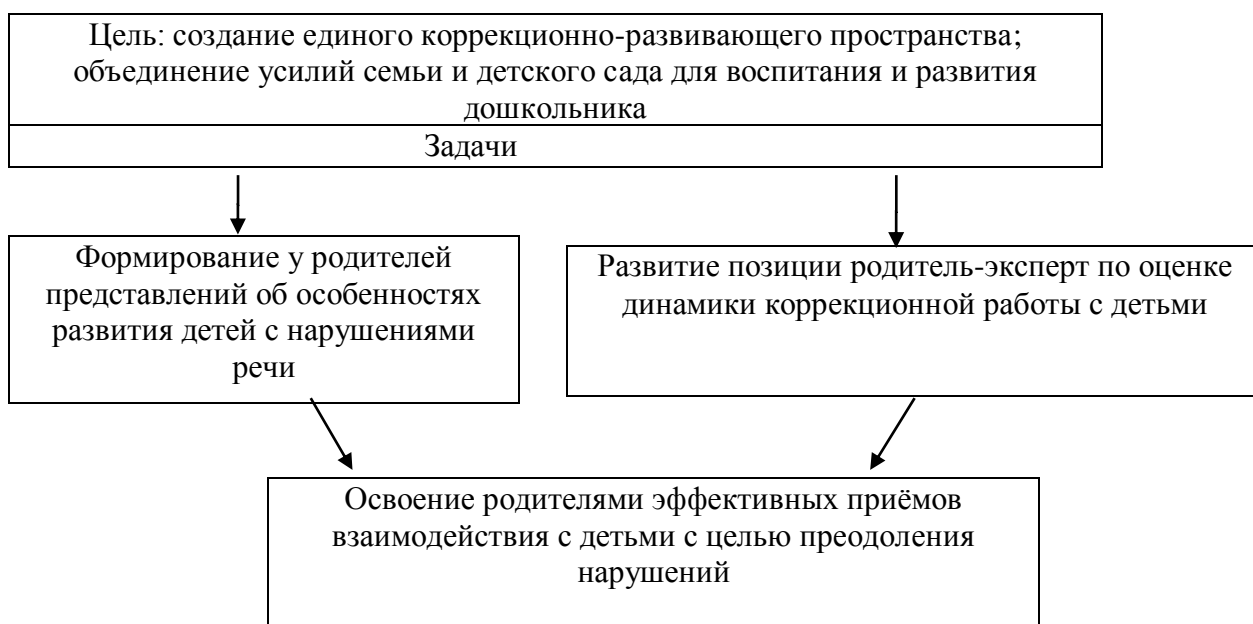 Цель: создание единого коррекционно-развивающего пространства;
объединение усилий семьи и детского сада для воспитания и развития
дошкольника
Задачи
Формирование у родителей
представлений об особенностях
развития детей с нарушениями
речи
Развитие позиции родитель-эксперт по оценке
динамики коррекционной работы с детьми
Освоение родителями эффективных приёмов
взаимодействия с детьми с целью преодоления
нарушений